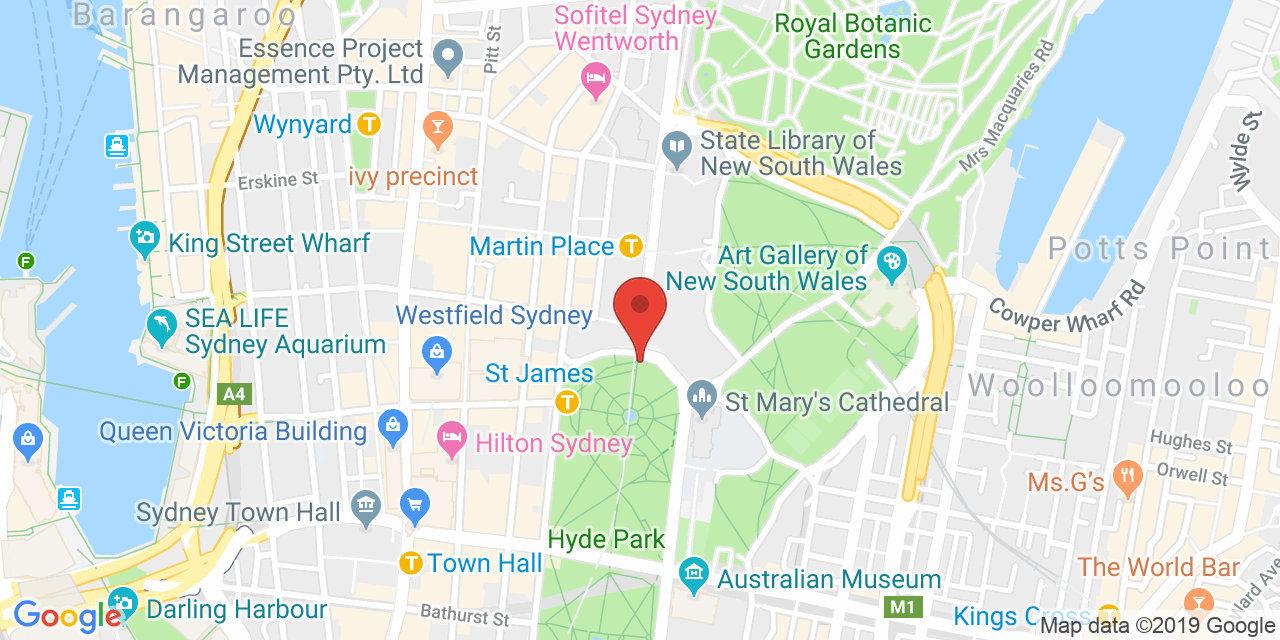 Barangaroo
Sofitel Sydney
Wentworth
Royal Botanic
Gardens
Pitt St
Essence Project
Management Pty. Ltd
Mrs Macquaries Rd
Wylde St
Wynyard
T
State Library of
New South Wales
Erskine St
ivy precinct
King Street Wharf
Martin Place
T
Art Gallery of
New South Wales
Potts Point
F
Cowper Wharf Rd
SEA LIFE
Sydney Aquarium
Westfield Sydney
F
A4
St James
T
St Mary's Cathedral
Woolloomooloo
Queen Victoria Building
Hilton Sydney
Hughes St
Orwell St
Ms.G's
Sydney Town Hall
Hyde Park
T
Town Hall
Australian Museum
The World Bar
Google
Darling Harbour
Bathurst St
M1
Kings Cross
T
Map data ©2019 Google